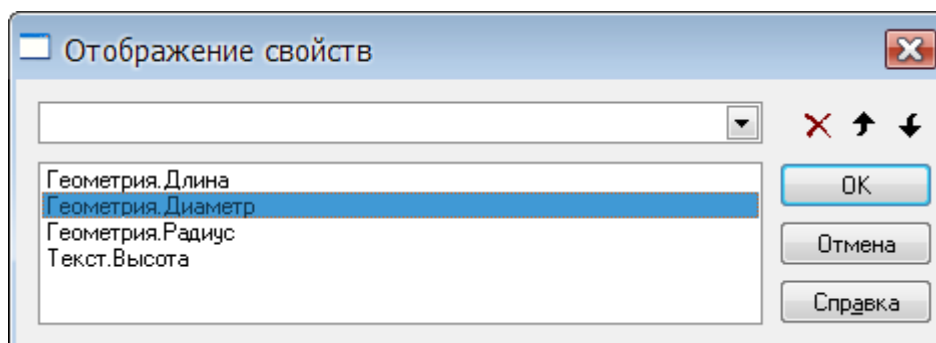 Отображение свойств
Геометрия.Длина
Геометрия.Диаметр
Геометрия.Радиус
Текст.Высота
OK
Отмена
Справка